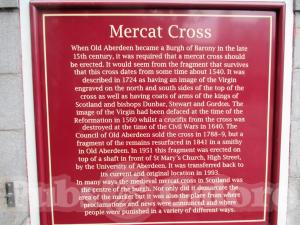 Mercat Cross
When Old Aberdeen became a Burgh of Barony in the late
15th century, it was required that a mercat cross should
be erected. It would seem from the fragment that survives
that this cross dates from some time about 1540. It was
described in 1724 as having an image of the Virgin
engraved on the north and south sides of the top of the
cross as well as having coats of arms of the kings of
Scotland and bishops Dunbar, Stewart and Gordon. The
image of the Virgin had been defaced at the time of the
Reformation in 1560 whilst a crucifix from the cross was
destroyed at the time of the Civil Wars in 1640. The
Council of Old Aberdeen sold the cross in 1788-9, but a
fragment of the remains resurfaced in 1841 in a smithy
in Old Aberdeen. In 1951 this fragment was erected on
top of a shaft in front of St Mary's Church, High Street,
by the University of Aberdeen. It was transferred back to
its current and original location in 1993.
In many ways the medieval mercat cross in Scotland was
the centre of the burgh. Not only did it demarcate the
area of the market but it was also the place from where
proclamations and news were announced and where
people were punished in a variety of different ways.